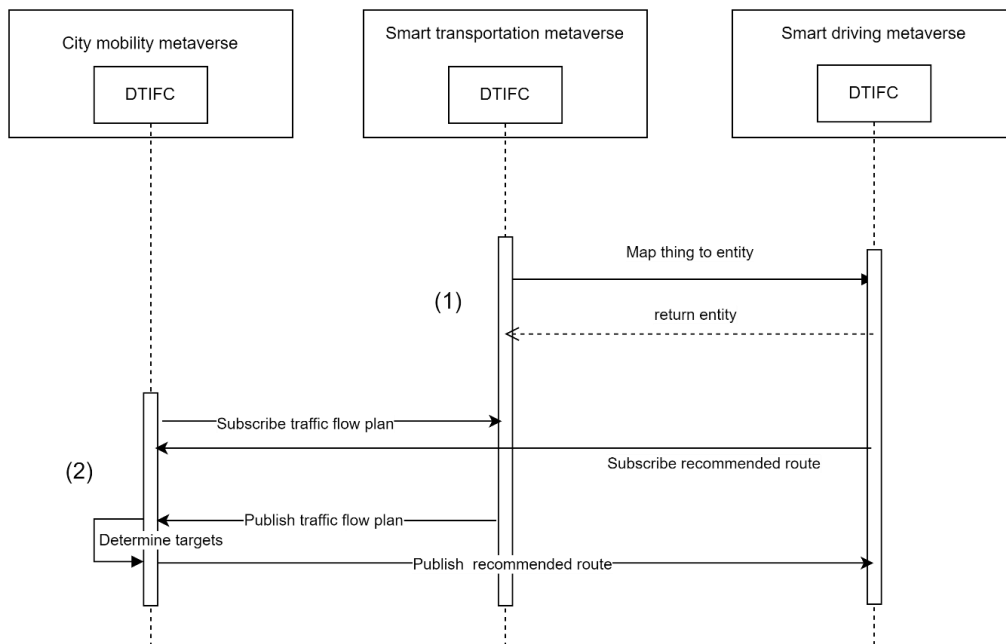 City mobility metaverse
Smart transportation metaverse
Smart driving metaverse
DTIFC
DTIFC
DTIFC
Map thing to entity
(1)
return entity
Subscribe traffic flow plan
Subscribe recommended route
(2)
Publish traffic flow plan
Determine targets
Publish recommended route